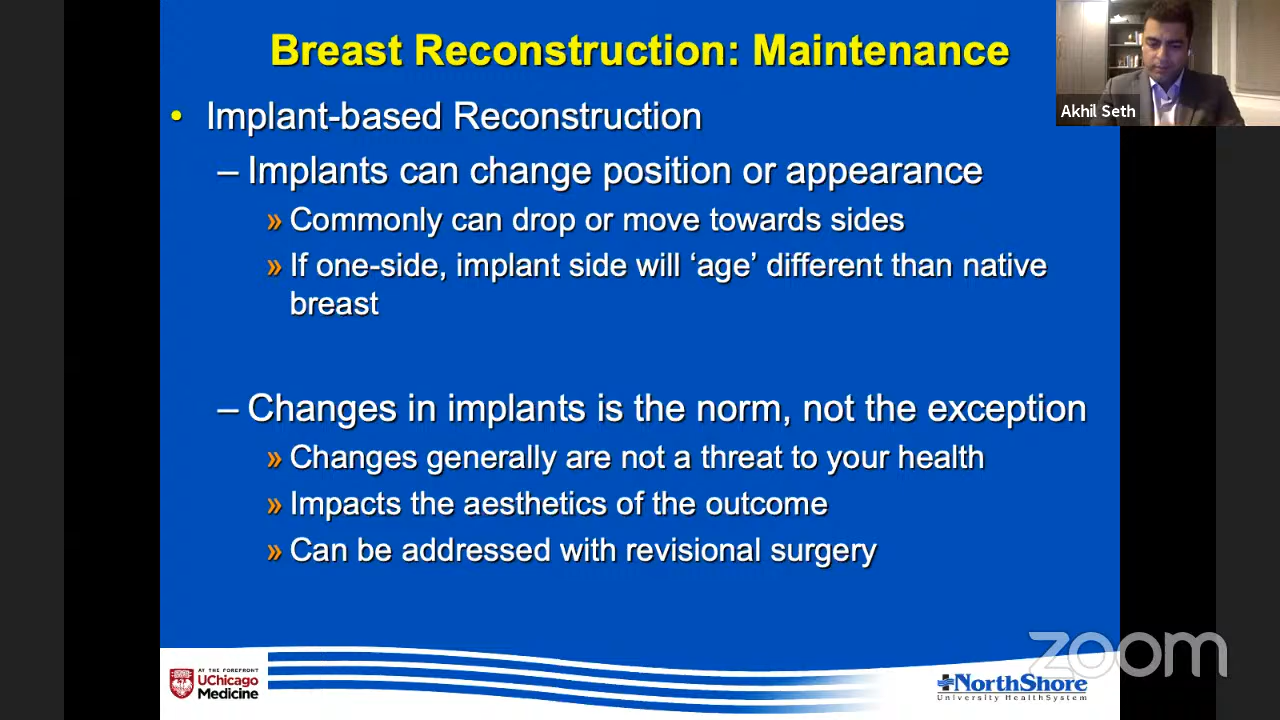 Breast Reconstruction: Maintenance
• Implant-based Reconstruction
– Implants can change position or appearance
» Commonly can drop or move towards sides
» If one-side, implant side will ‘age’ different than native
breast
– Changes in implants is the norm, not the exception
» Changes generally are not a threat to your health
» Impacts the aesthetics of the outcome
» Can be addressed with revisional surgery
Akhil Seth
zoom
AT THE FOREFRONT
UChicago
Medicine
NorthShore
University HealthSystem